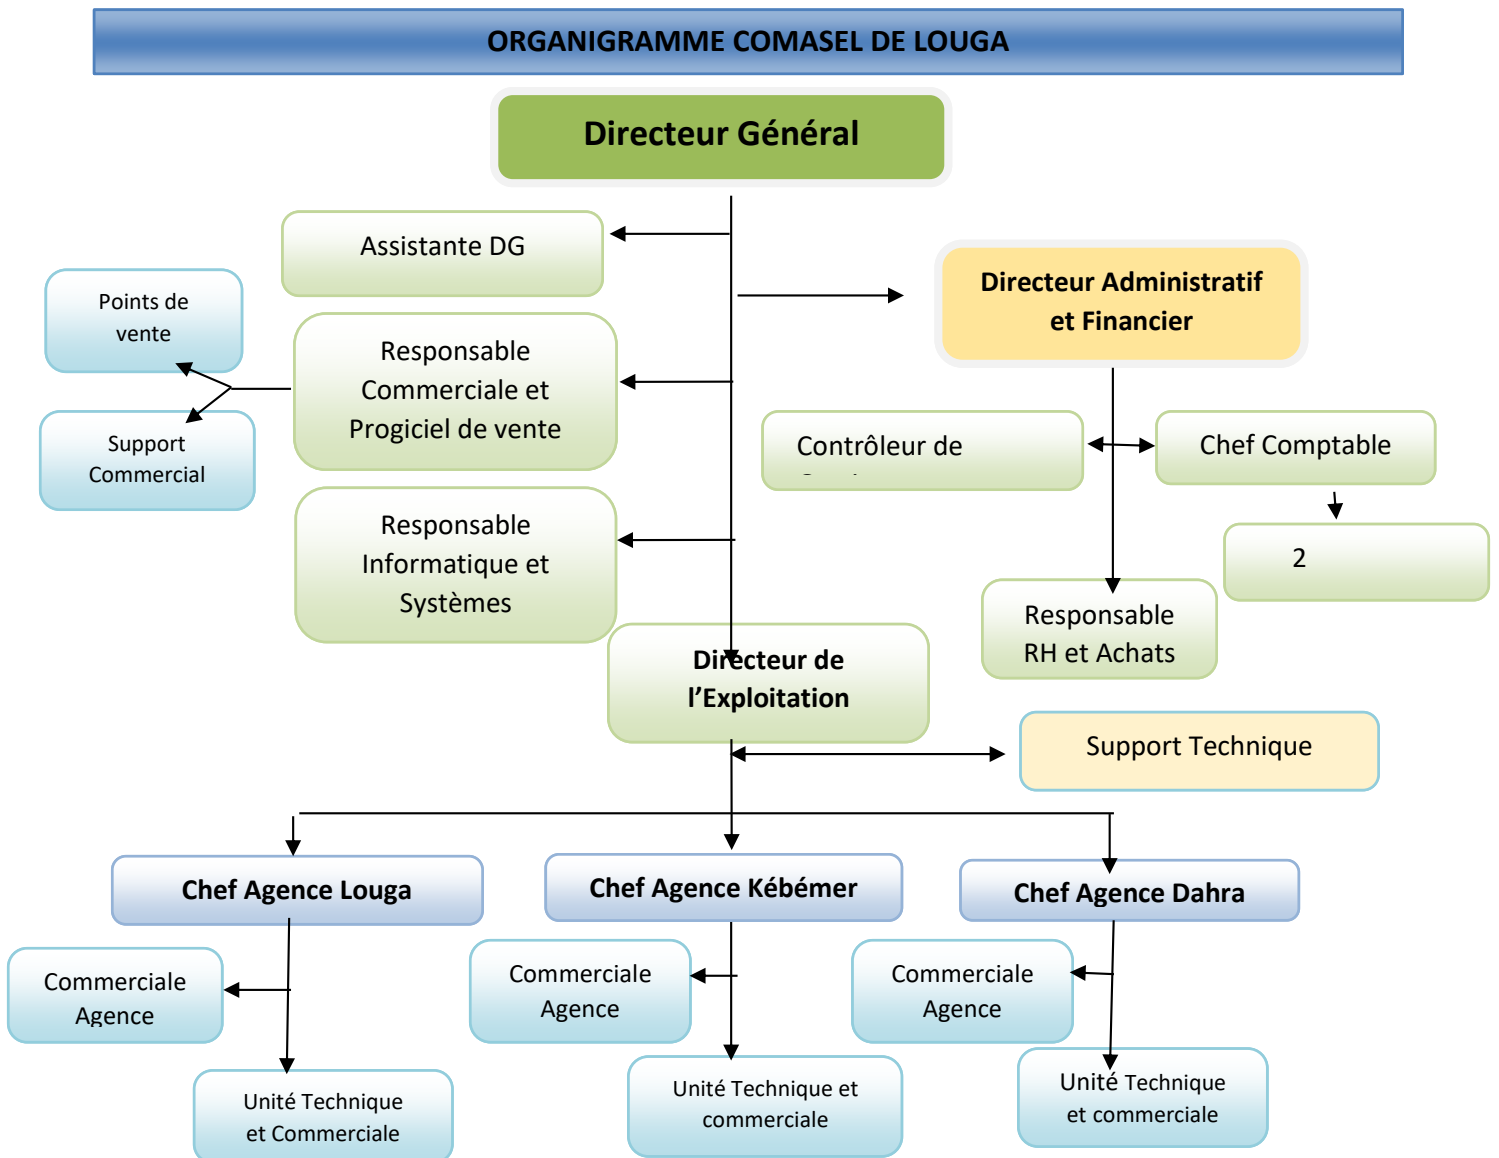 ORGANIGRAMME COMASEL DE LOUGA
Directeur Général
Assistante DG
Directeur Administratif
et Financier
Points de
vente
Responsable
Commerciale et
Progiciel de vente
Support
Commercial
Contrôleur de
Chef Comptable
Responsable
Informatique et
Systèmes
2
Responsable
RH et Achats
Directeur de
l’Exploitation
Support Technique
Chef Agence Louga
Chef Agence Kébémer
Chef Agence Dahra
Commerciale
Agence
Commerciale
Agence
Commerciale
Agence
Unité Technique
et Commerciale
Unité Technique et
commerciale
Unité Technique
et commerciale